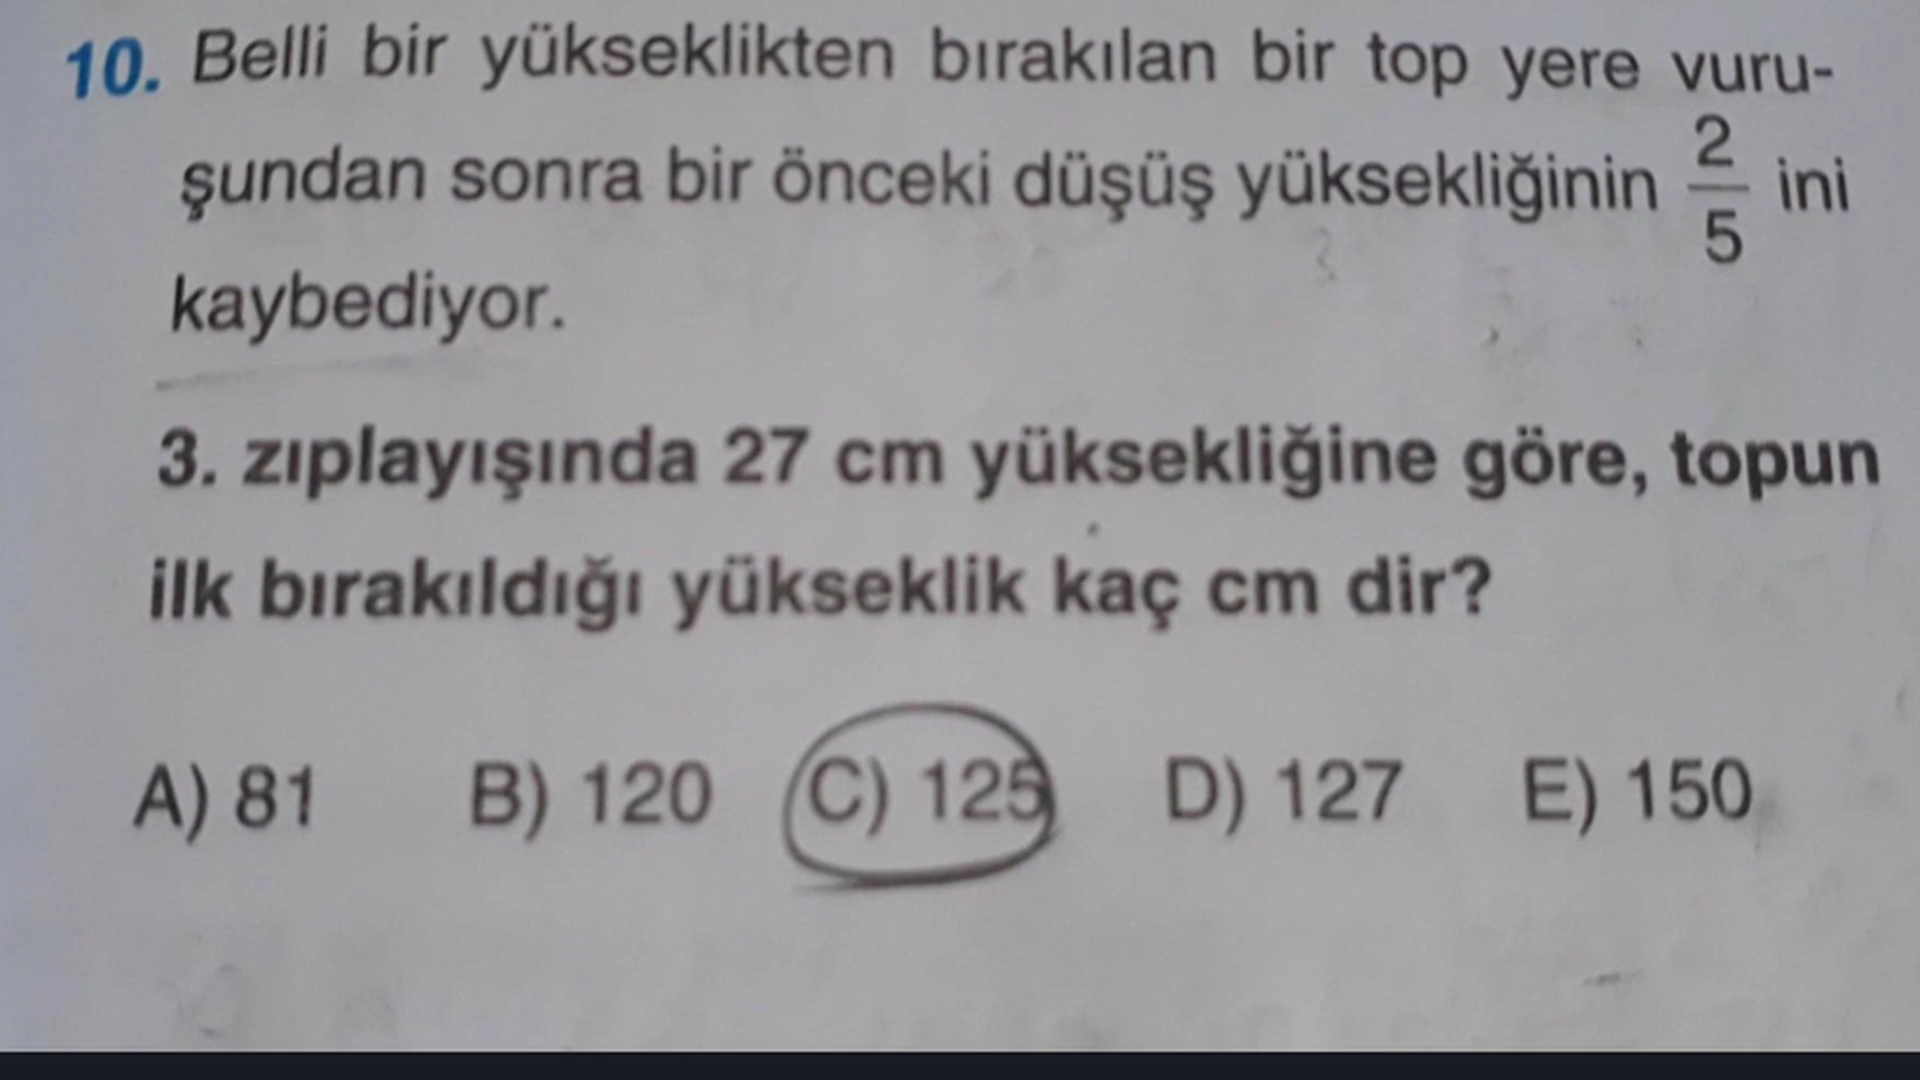 10. Belli bir yükseklikten bırakılan bir top yere vuru-
şundan sonra bir önceki düşüş yüksekliğinin 2/5 ini
kaybediyor.
3. zıplayışında 27 cm yüksekliğine göre, topun
ilk bırakıldığı yükseklik kaç cm dir?
A) 81 B) 120 C) 125 D) 127 E) 150